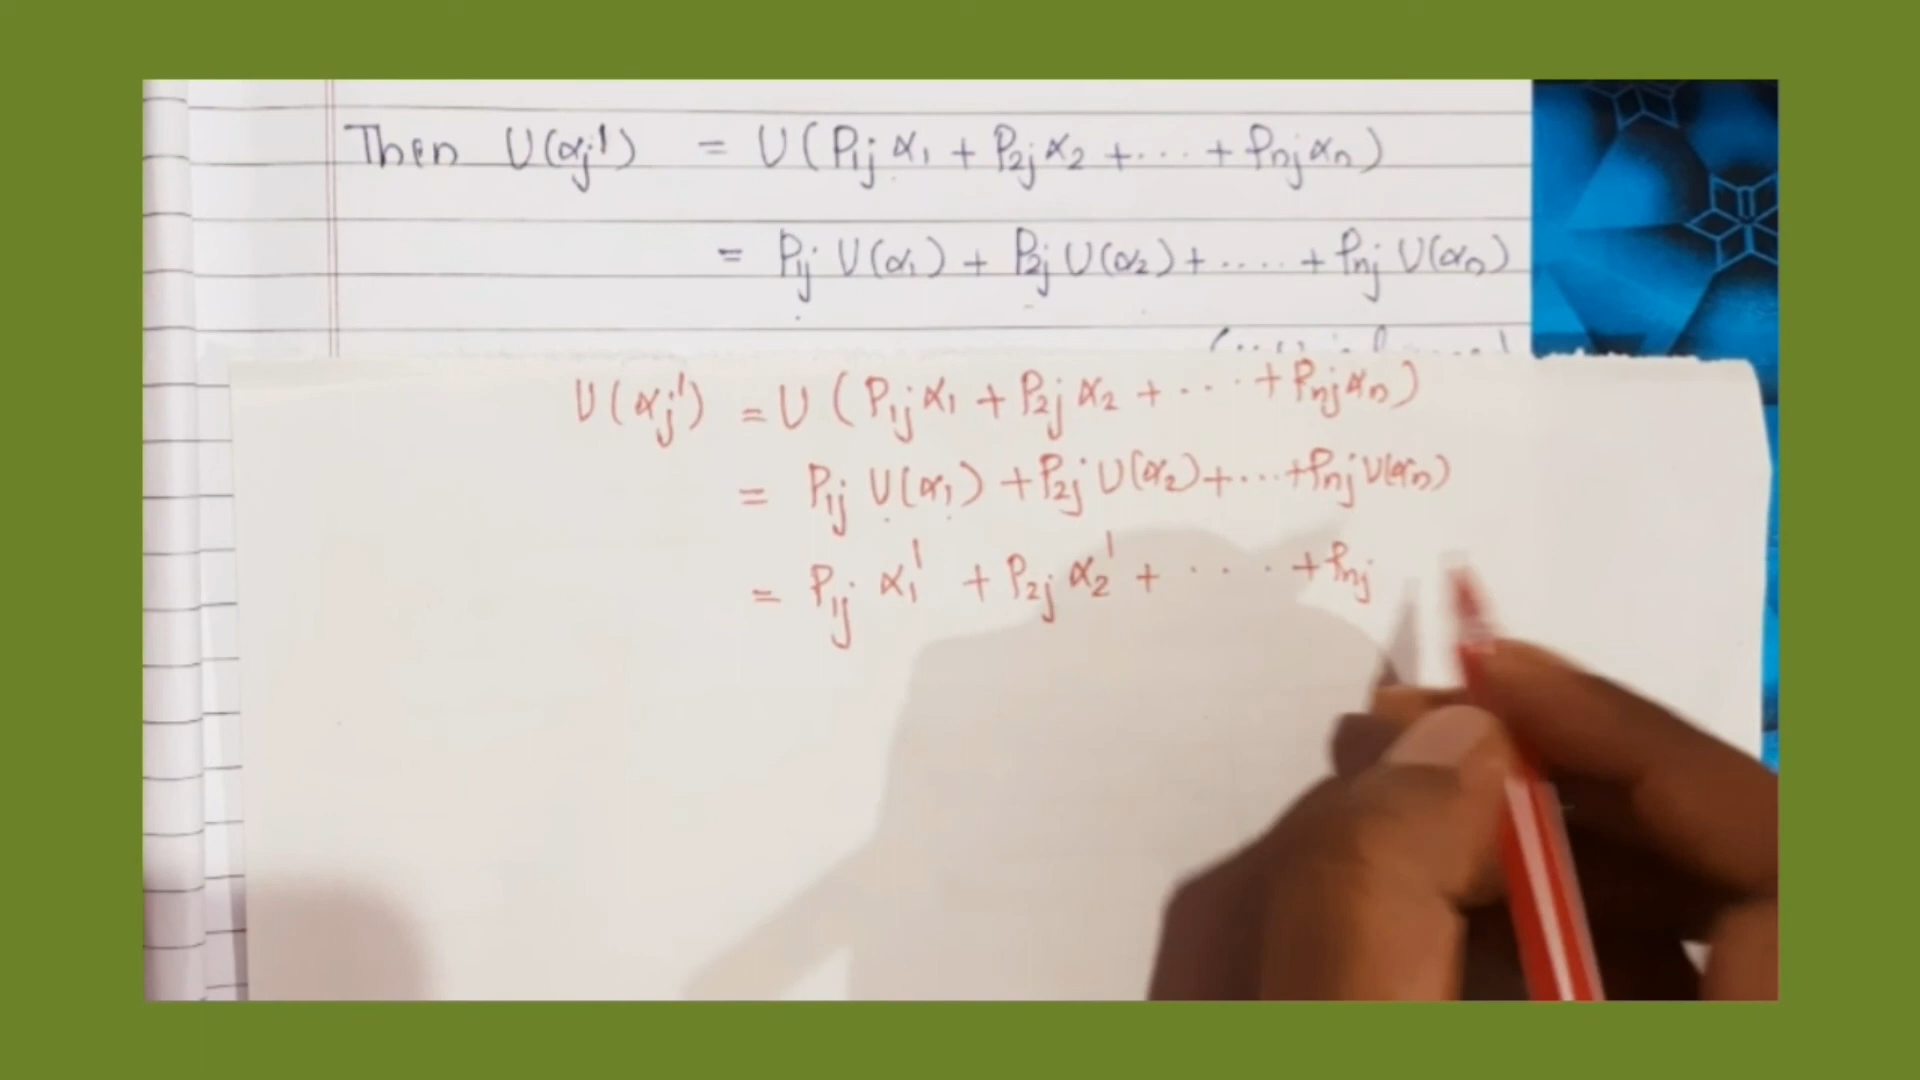 Then U(αj') = U(P1j α1 + P2j α2 + ... + Pnj αn)
= P1j U(α1) + P2j U(α2) + ..... + Pnj U(αn)
U(αj') = U (P1j α1 + P2j α2 + ... + Pnj αn)
= P1j U(α1) + P2j U(α2) + ... + Pnj U(αn)
= P1j α1' + P2j α2' + .... + Pnj